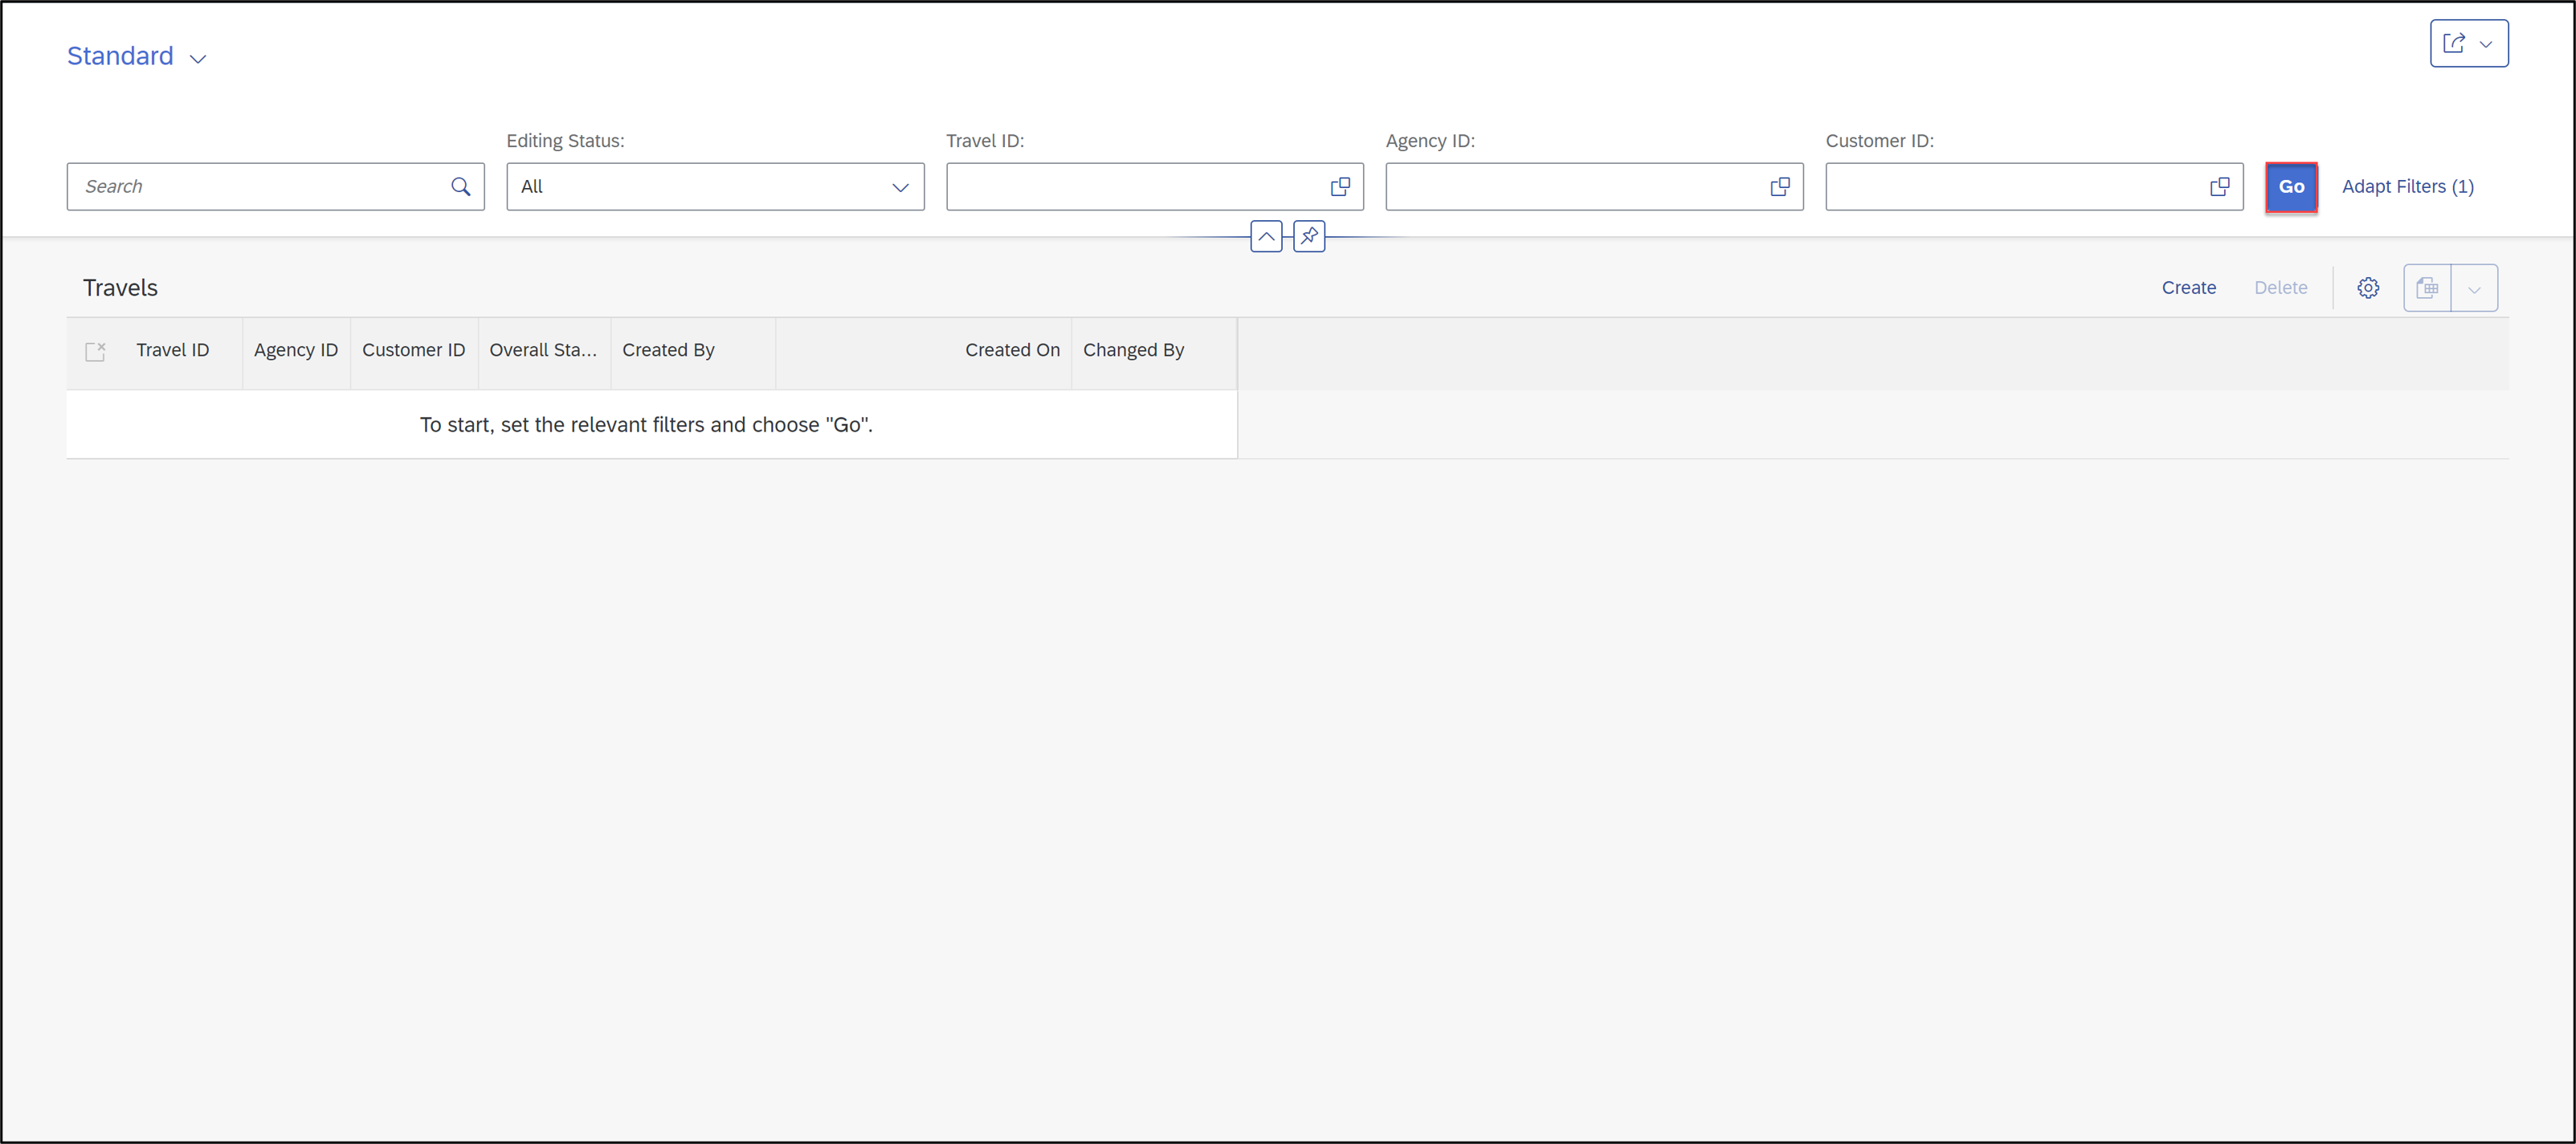 Standard
Editing Status:
Travel ID:
Agency ID:
Customer ID:
Search
All
Go
Adapt Filters (1)
Travels
Create
Delete
Travel ID
Agency ID
Customer ID
Overall Sta...
Created By
Created On
Changed By
To start, set the relevant filters and choose "Go".